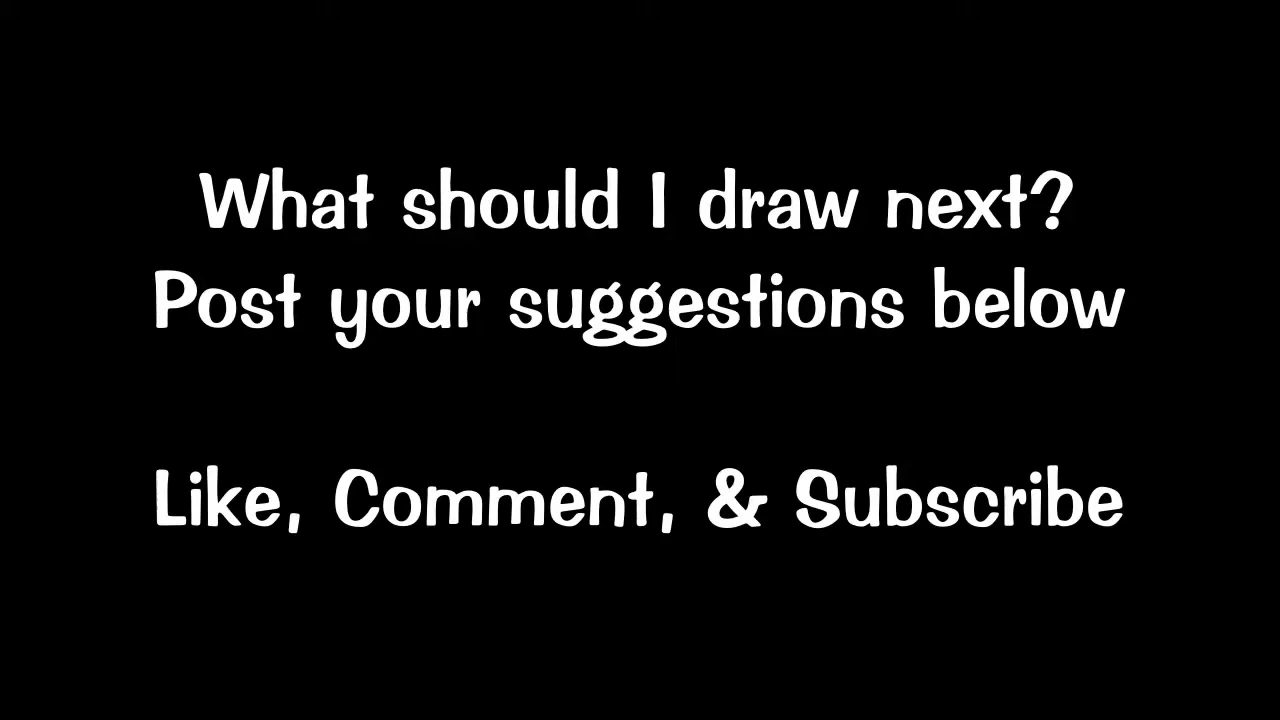 What should I draw next?
Post your suggestions below
Like, Comment, & Subscribe